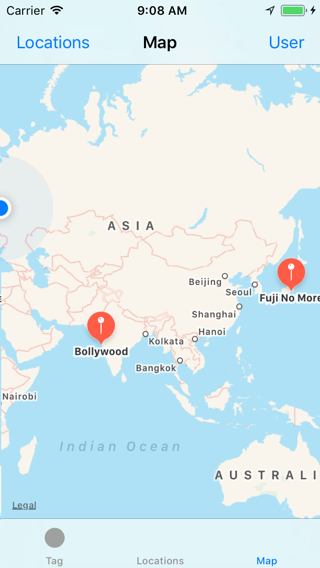 Carrier 9:08 AM
Locations Map User
ASIA
Beijing
Seoul
Fuji No More
Shanghai
Hanoi
Kolkata
Bollywood
Bangkok
Nairobi
Indian Ocean
AUSTRALI
Legal
Tag Locations Map